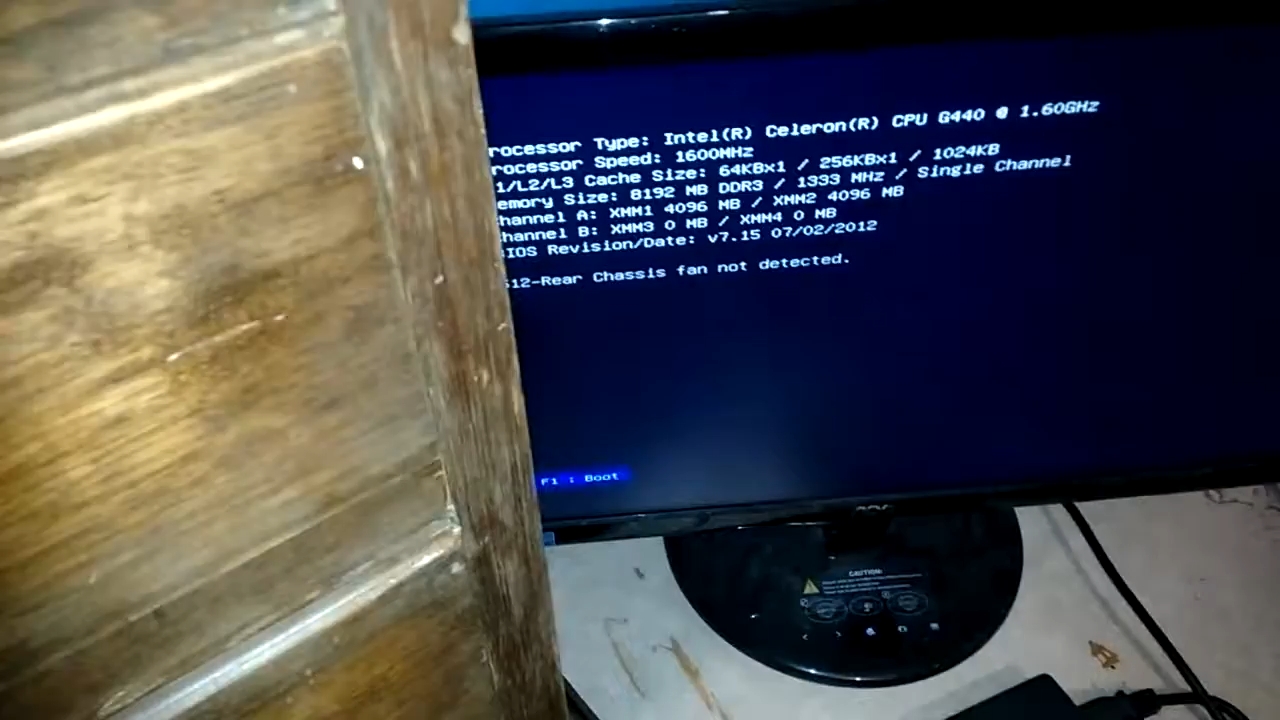 rocessor Type: Intel(R) Celeron(R) CPU G440 @ 1.60GHz
rocessor Speed: 1600MHz
1/L2/L3 Cache Size: 64KBx1 / 256KBx1 / 1024KB
emory Size: 8192 MB DDR3 / 1333 MHz / Single Channel
hannel A: XMM1 4096 MB / XMM2 4096 MB
hannel B: XMM3 0 MB / XMM4 0 MB
IOS Revision/Date: v7.15 07/02/2012
512-Rear Chassis fan not detected.
F1 : Boot
AOC
CAUTION: